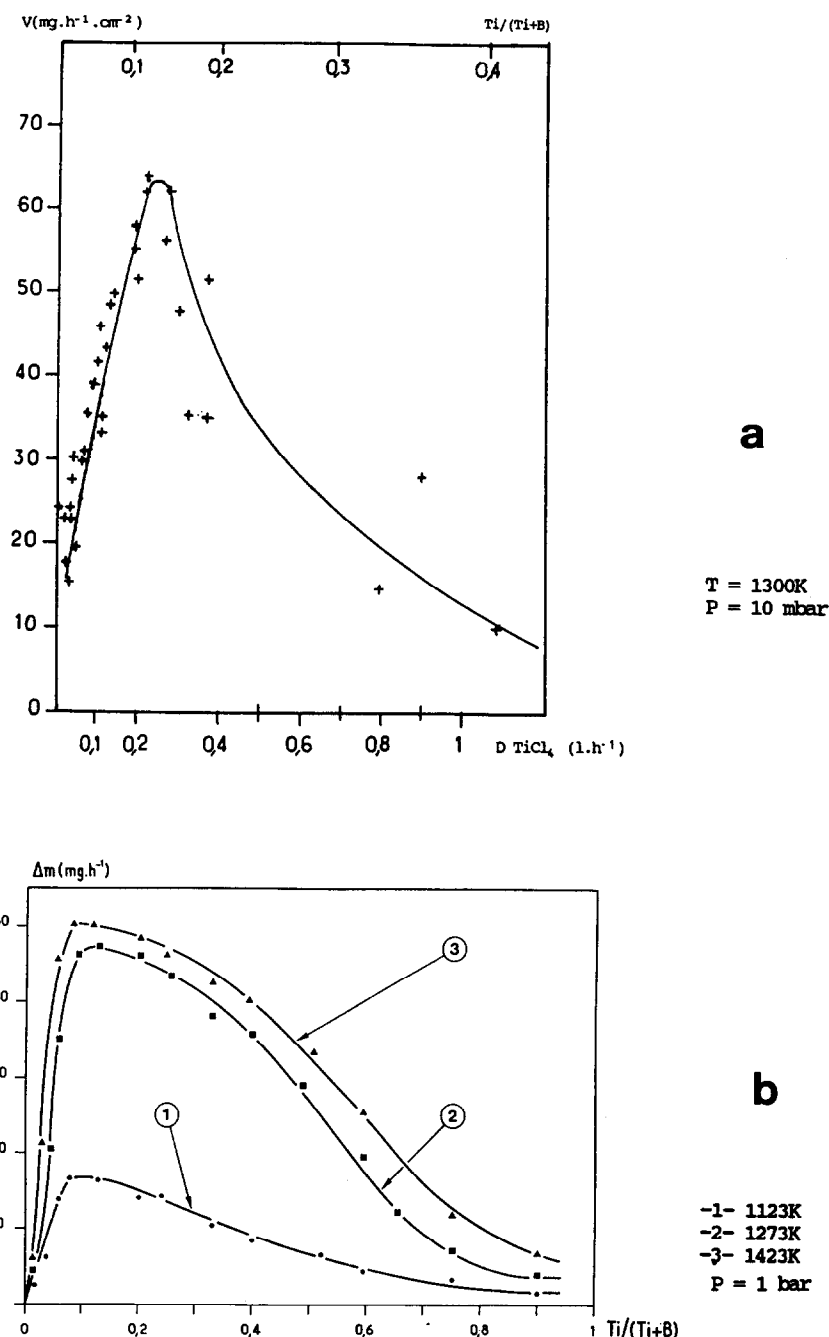 V(mg.h⁻¹.cm⁻²) Ti/(Ti+B)
0,1 0,2 0,3 0,4
70
60
50
40
30
20
10
0
0,1 0,2 0,4 0,6 0,8 1 D TiCl₄ (l.h⁻¹)
a
T = 1300K
P = 10 mbar
Δm(mg.h⁻¹)
3
1
2
b
-1- 1123K
-2- 1273K
-3- 1423K
P = 1 bar
0 0,2 0,4 0,6 0,8 1 Ti/(Ti+B)